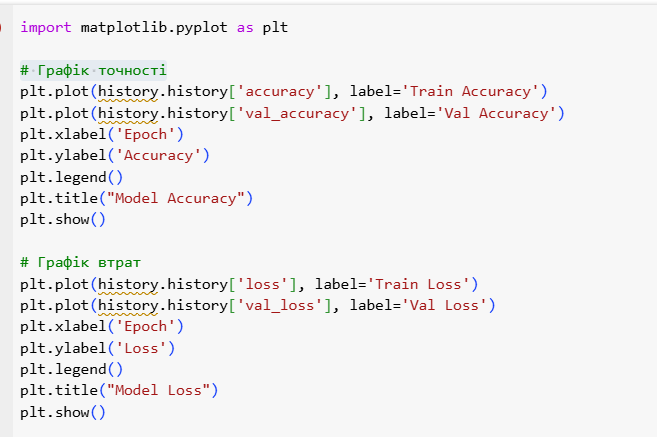 import matplotlib.pyplot as plt
# Графік точності
plt.plot(history.history['accuracy'], label='Train Accuracy')
plt.plot(history.history['val_accuracy'], label='Val Accuracy')
plt.xlabel('Epoch')
plt.ylabel('Accuracy')
plt.legend()
plt.title("Model Accuracy")
plt.show()
# Графік втрат
plt.plot(history.history['loss'], label='Train Loss')
plt.plot(history.history['val_loss'], label='Val Loss')
plt.xlabel('Epoch')
plt.ylabel('Loss')
plt.legend()
plt.title("Model Loss")
plt.show()